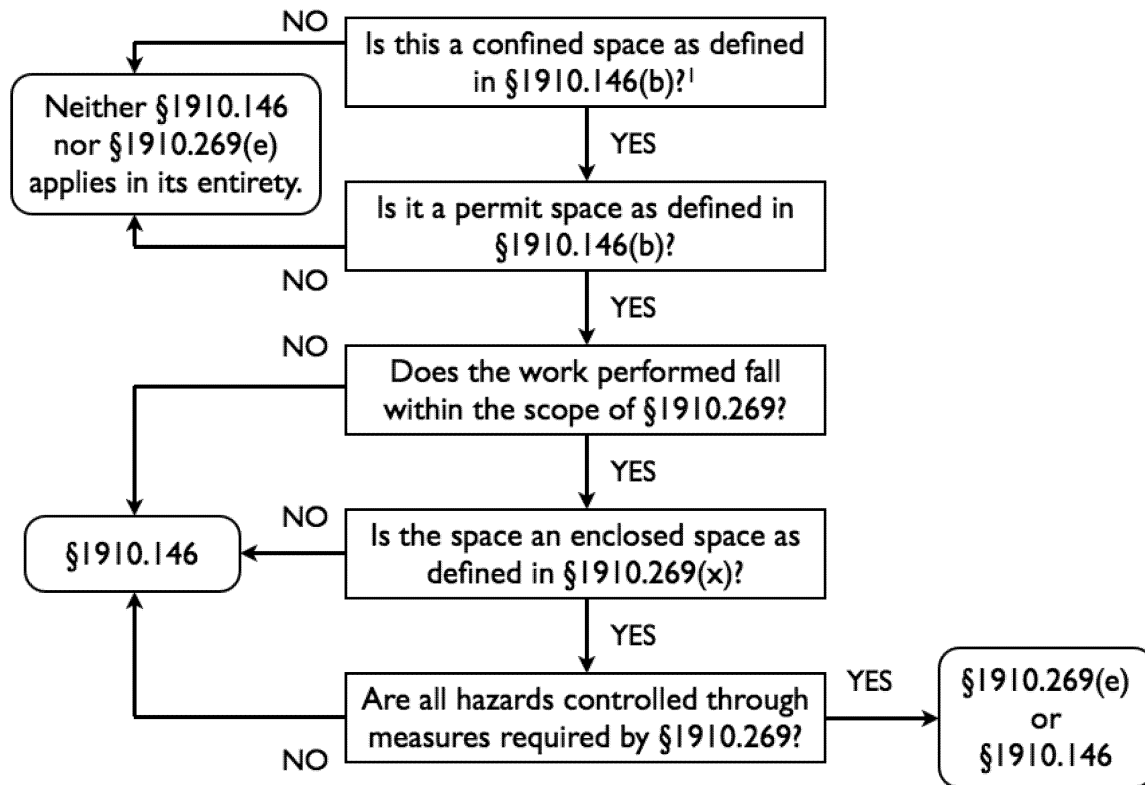 NO
Is this a confined space as defined
in §1910.146(b)?¹
Neither §1910.146
nor §1910.269(e)
applies in its entirety.
YES
Is it a permit space as defined in
§1910.146(b)?
NO
YES
NO
Does the work performed fall
within the scope of §1910.269?
YES
NO
Is the space an enclosed space as
defined in §1910.269(x)?
§1910.146
YES
Are all hazards controlled through
measures required by §1910.269?
NO
YES
§1910.269(e)
or
§1910.146